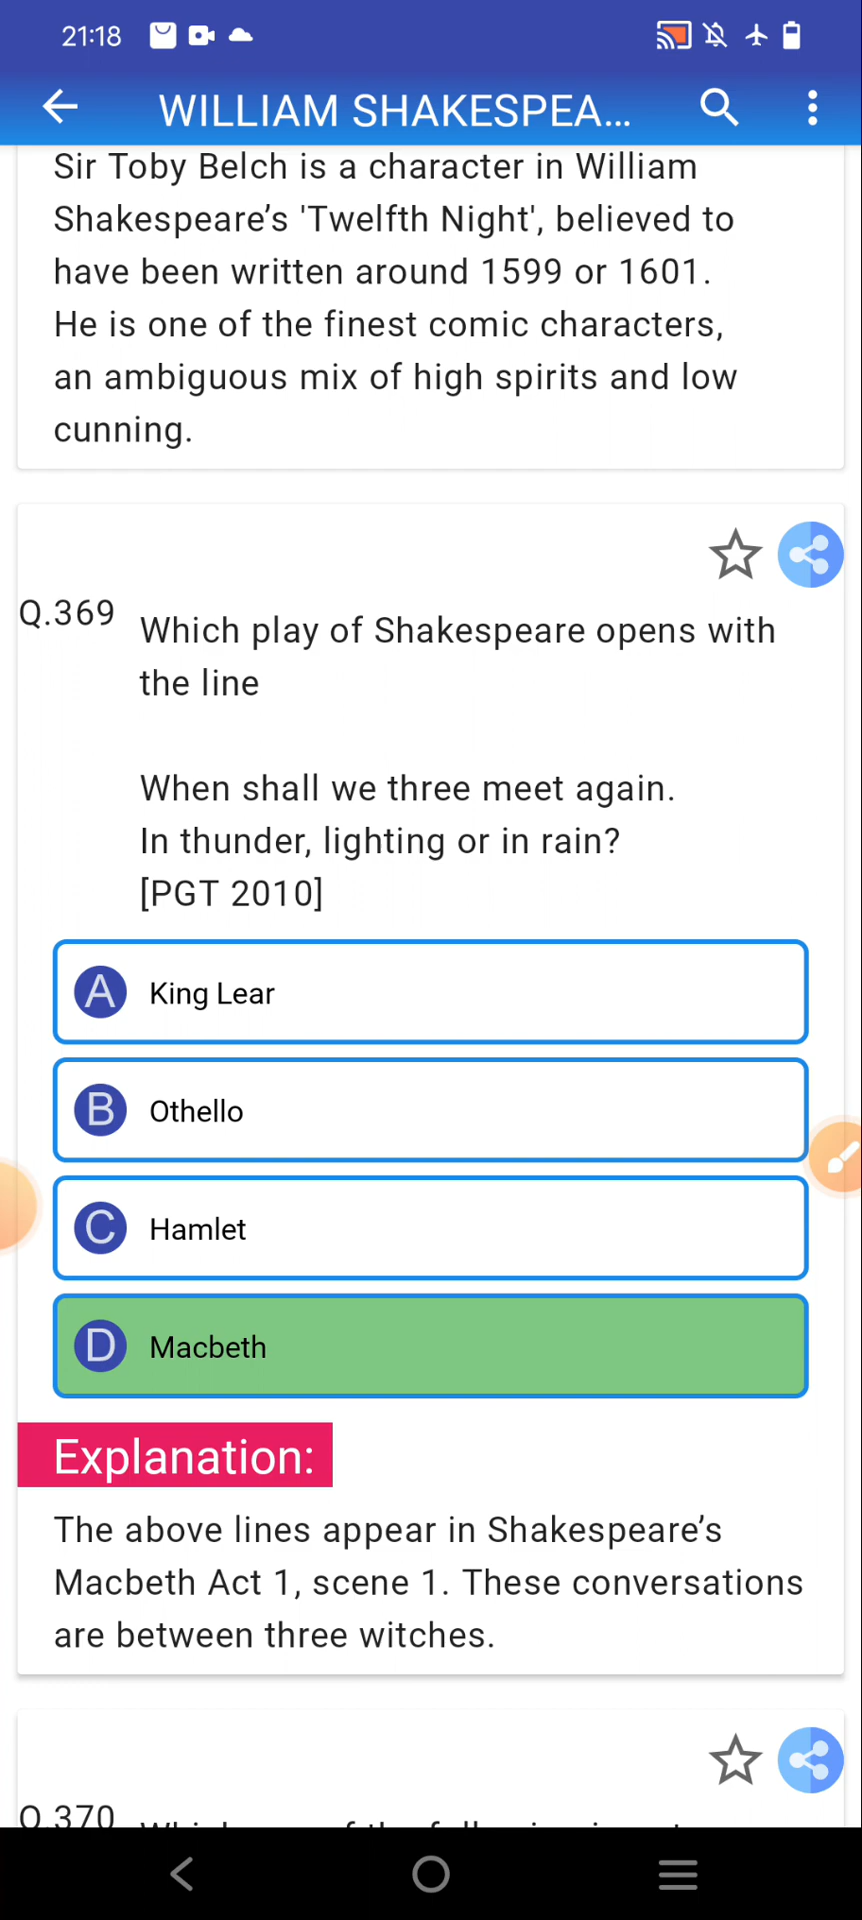 21:18
WILLIAM SHAKESPEA...
Sir Toby Belch is a character in William
Shakespeare’s 'Twelfth Night', believed to
have been written around 1599 or 1601.
He is one of the finest comic characters,
an ambiguous mix of high spirits and low
cunning.
Q.369
Which play of Shakespeare opens with
the line
When shall we three meet again.
In thunder, lighting or in rain?
[PGT 2010]
A King Lear
B Othello
C Hamlet
D Macbeth
Explanation:
The above lines appear in Shakespeare’s
Macbeth Act 1, scene 1. These conversations
are between three witches.
Q.370